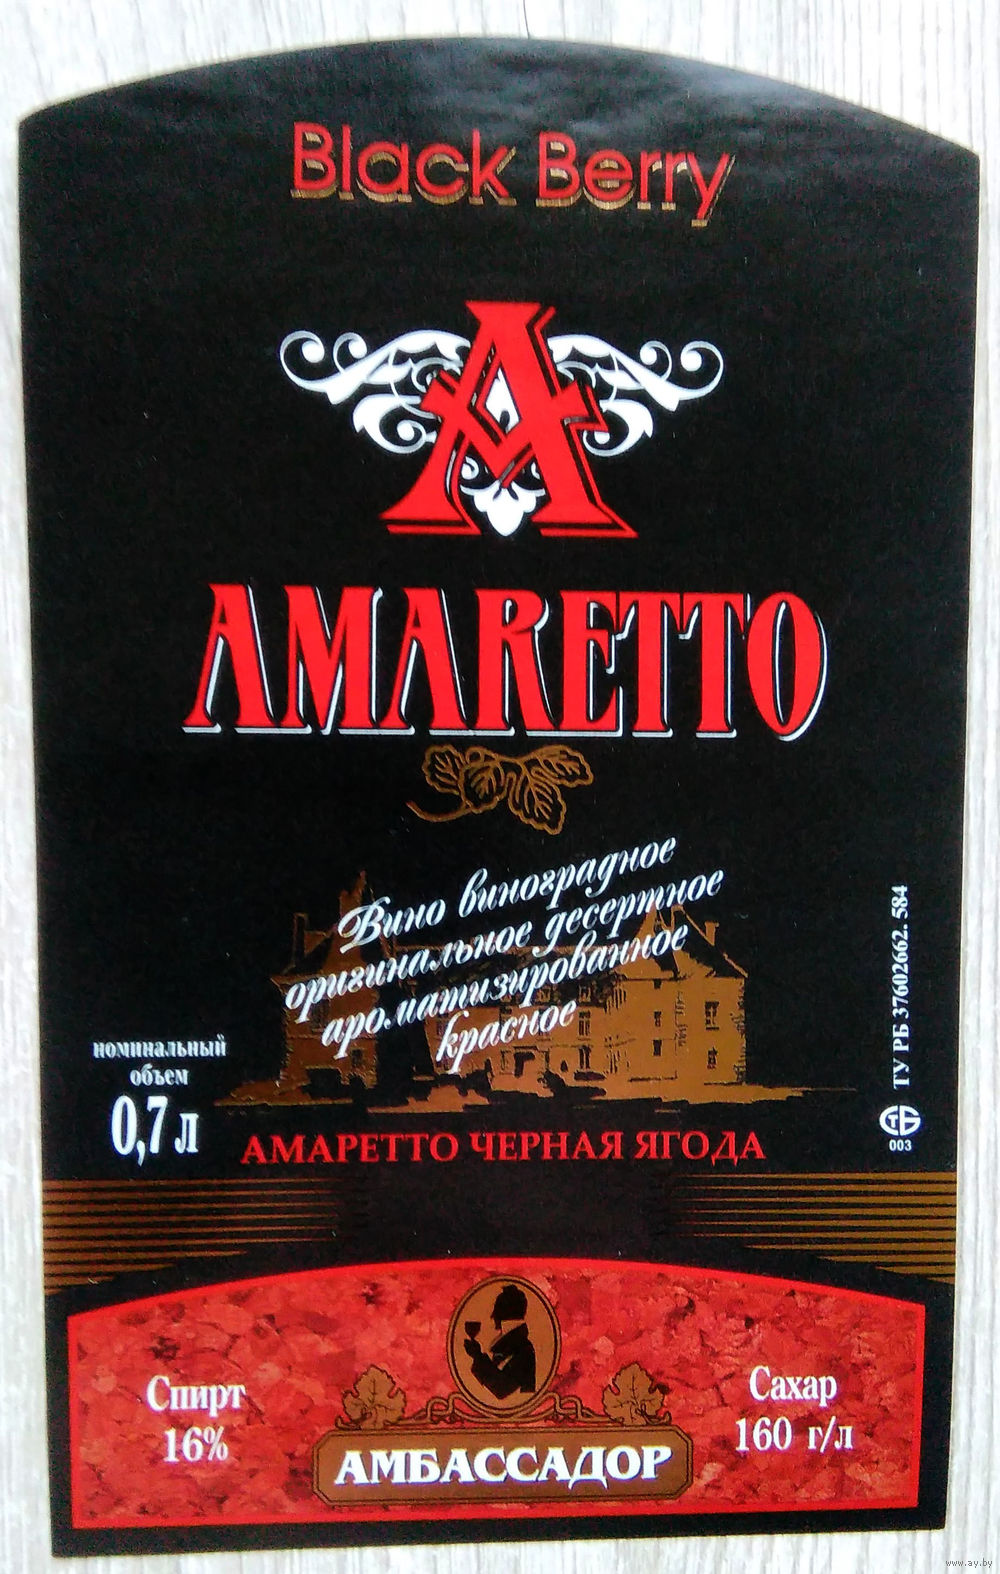 Black Berry
A
AMARETTO
Вино виноградное
оригинальное десертное
ароматизированное
красное
номинальный
объем
0,7 л
АМАРЕТТО ЧЕРНАЯ ЯГОДА
ТУ РБ 37602662. 584
СТБ
003
Спирт
16%
АМБАССАДОР
Сахар
160 г/л
www.ay.by